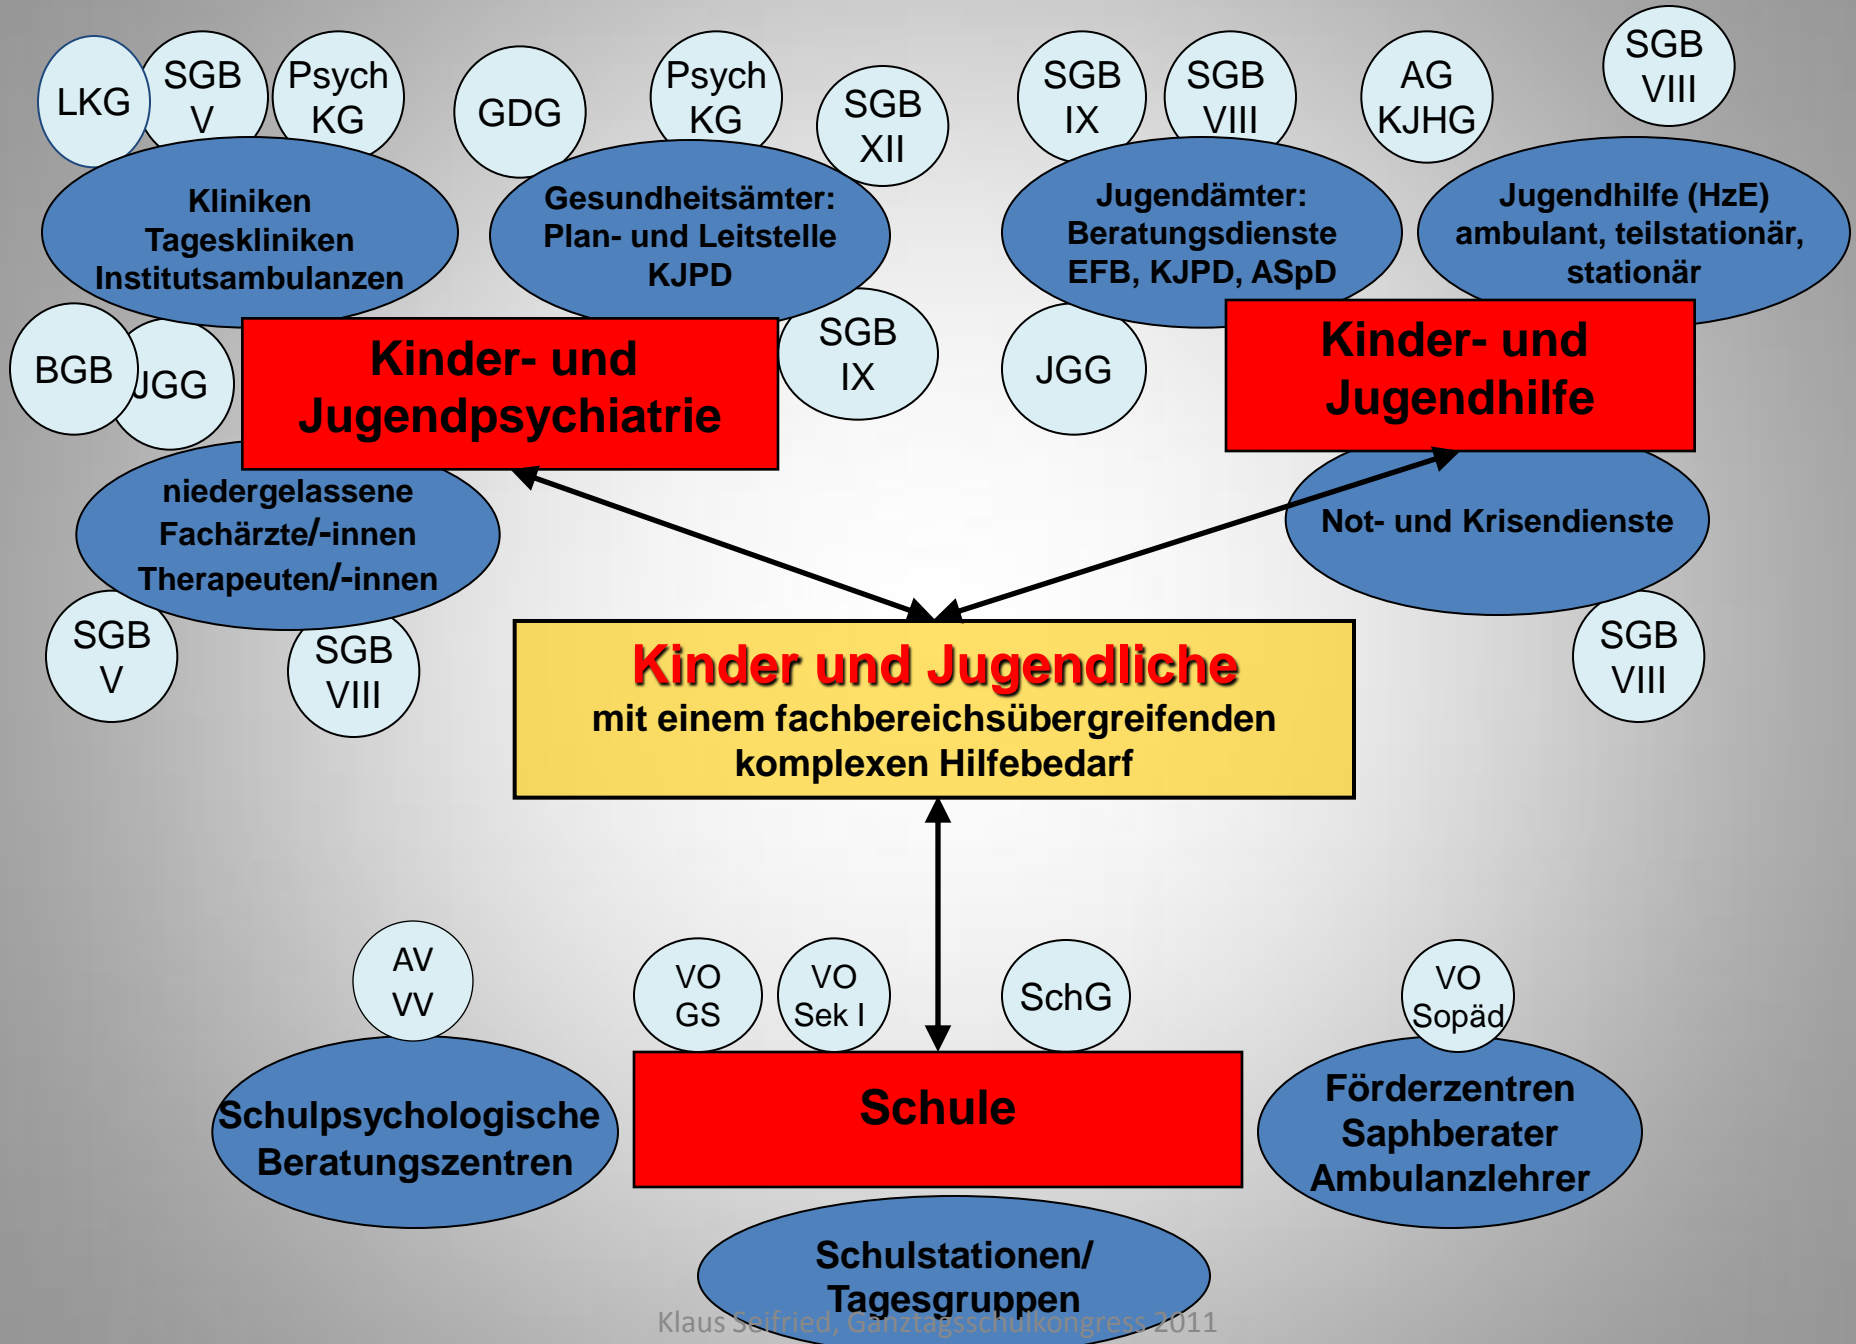 LKG
SGB
V
Psych
KG
GDG
Psych
KG
SGB
XII
SGB
IX
SGB
VIII
AG
KJHG
SGB
VIII
Kliniken
Tageskliniken
Institutsambulanzen
Gesundheitsämter:
Plan- und Leitstelle
KJPD
Jugendämter:
Beratungsdienste
EFB, KJPD, ASpD
Jugendhilfe (HzE)
ambulant, teilstationär,
stationär
BGB
JGG
Kinder- und
Jugendpsychiatrie
SGB
IX
JGG
Kinder- und
Jugendhilfe
niedergelassene
Fachärzte/-innen
Therapeuten/-innen
Not- und Krisendienste
SGB
V
SGB
VIII
SGB
VIII
Kinder und Jugendliche
mit einem fachbereichsübergreifenden
komplexen Hilfebedarf
AV
VV
VO
GS
VO
Sek I
SchG
VO
Sopäd
Schulpsychologische
Beratungszentren
Schule
Förderzentren
Saphberater
Ambulanzlehrer
Schulstationen/
Tagesgruppen
Klaus Seifried, Ganztagsschulkongress 2011